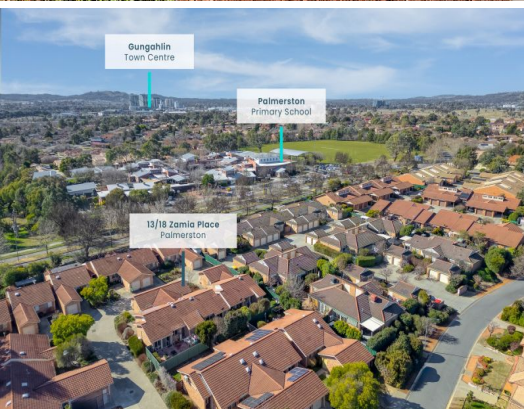 Gungahlin
Town Centre
Palmerston
Primary School
13/18 Zamia Place
Palmerston